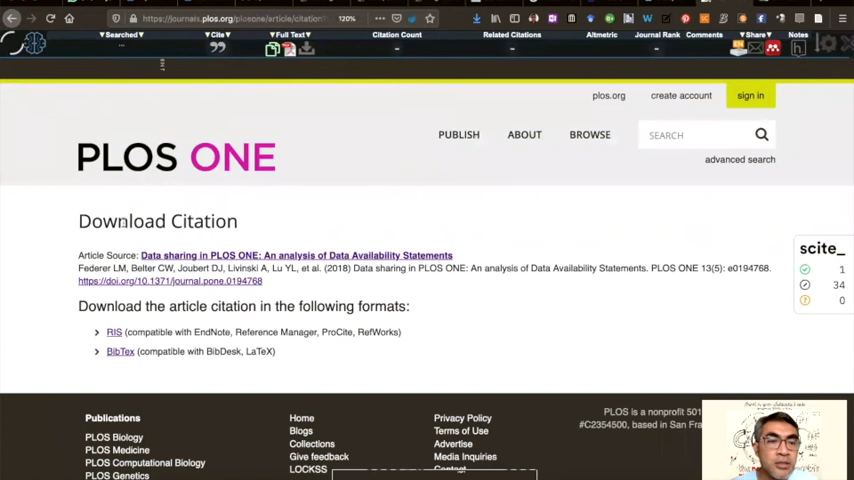 https://journals.plos.org/plosone/article/citation?
120%
▼Searched▼
▼Cite▼
▼Full Text▼
Citation Count
Related Citations
Altmetric
Journal Rank
Comments
▼Share▼
Notes
EN
plos.org
create account
sign in
PLOS ONE
PUBLISH
ABOUT
BROWSE
SEARCH
advanced search
Download Citation
Article Source: Data sharing in PLOS ONE: An analysis of Data Availability Statements
Federer LM, Belter CW, Joubert DJ, Livinski A, Lu YL, et al. (2018) Data sharing in PLOS ONE: An analysis of Data Availability Statements. PLOS ONE 13(5): e0194768.
https://doi.org/10.1371/journal.pone.0194768
scite_
1
34
0
Download the article citation in the following formats:
RIS (compatible with EndNote, Reference Manager, ProCite, RefWorks)
BibTex (compatible with BibDesk, LaTeX)
Publications
PLOS Biology
PLOS Medicine
PLOS Computational Biology
PLOS Genetics
Home
Blogs
Collections
Give feedback
LOCKSS
Privacy Policy
Terms of Use
Advertise
Media Inquiries
Contact
PLOS is a nonprofit 501
#C2354500, based in San Fra